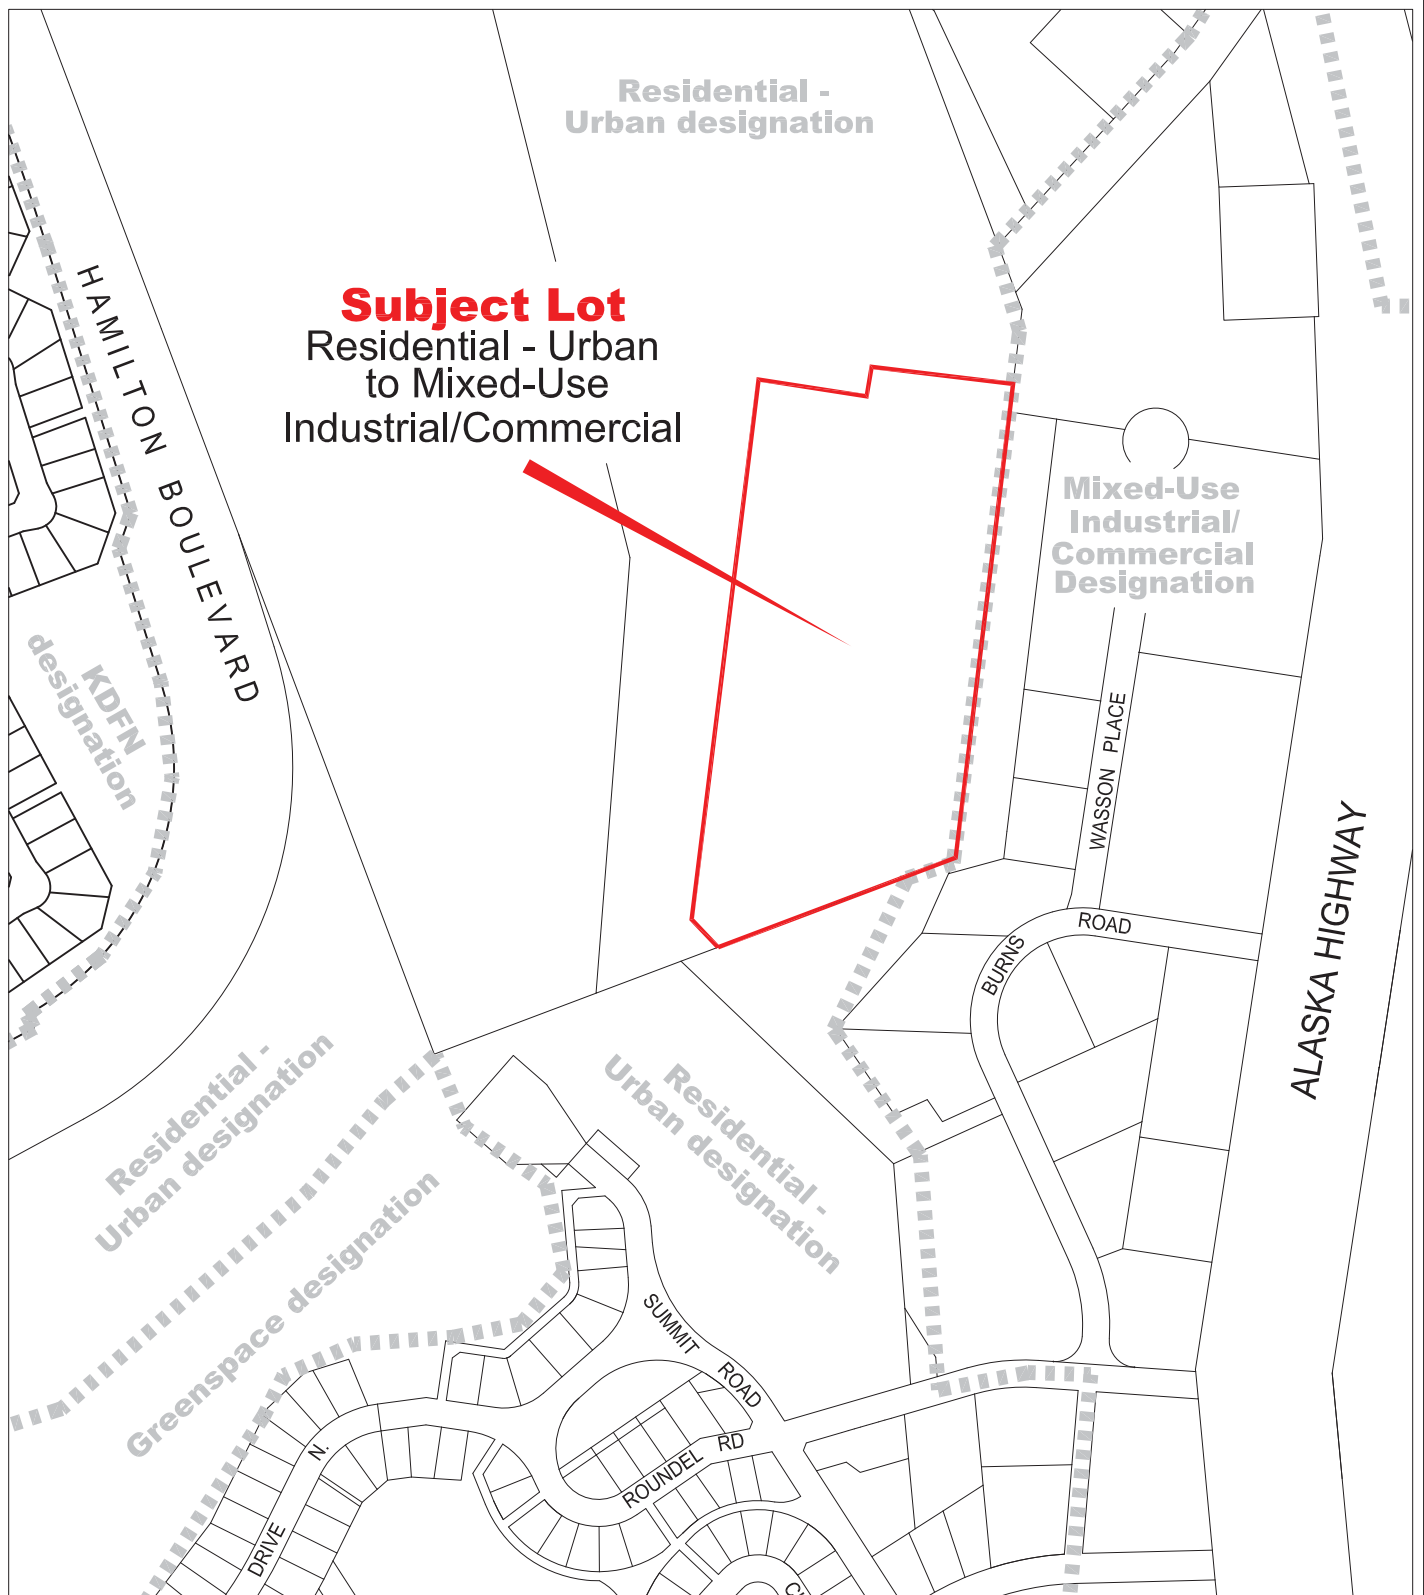 Residential -
Urban designation
HAMILTON BOULEVARD
Subject Lot
Residential - Urban
to Mixed-Use
Industrial/Commercial
Mixed-Use
Industrial/
Commercial
Designation
KDFN
designation
WASSON PLACE
ALASKA HIGHWAY
BURNS
ROAD
Residential -
Urban designation
Residential -
Urban designation
Greenspace designation
SUMMIT
ROAD
ROUNDEL
RD
N.
DRIVE